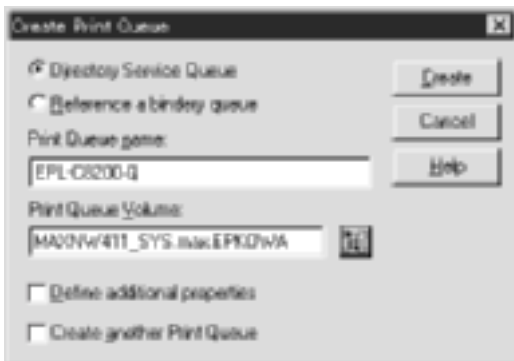 Create Print Queue
Directory Service Queue
Create
Reference a bindery queue
Cancel
Print Queue name:
Help
EPL-C8200-Q
Print Queue Volume:
MAXNW411_SYS.max.EPKOWA
Define additional properties
Create another Print Queue